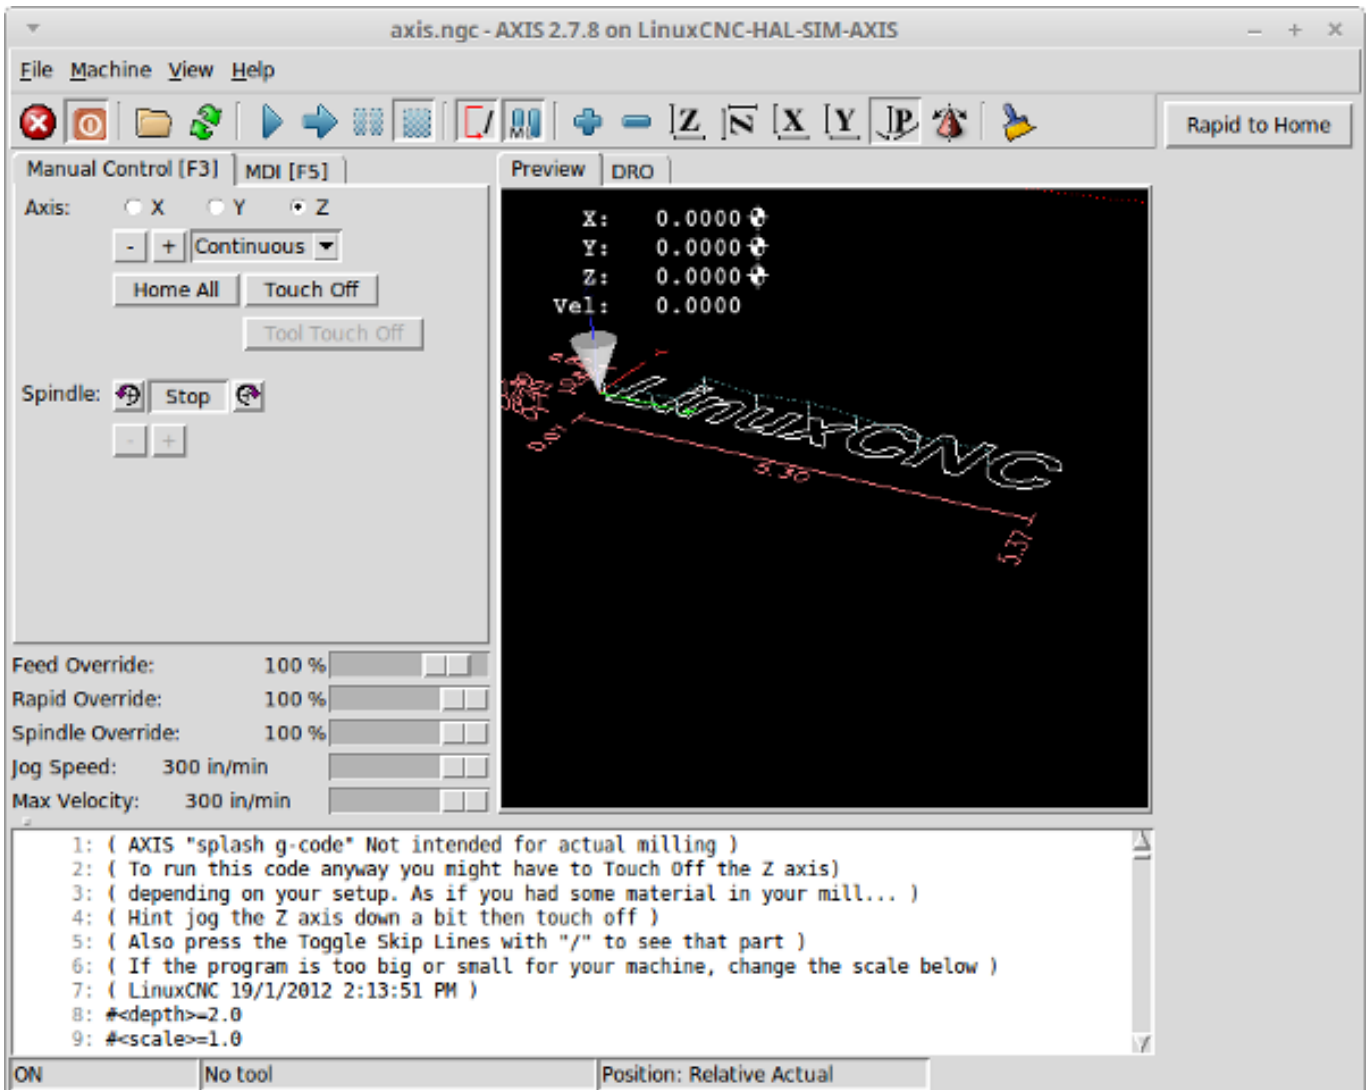 axis.ngc - AXIS 2.7.8 on LinuxCNC-HAL-SIM-AXIS
File Machine View Help
Z N X Y P
Rapid to Home
Manual Control [F3] MDI [F5]
Preview DRO
Axis: X Y Z
- + Continuous
Home All Touch Off
Tool Touch Off
Spindle: Stop
- +
X: 0.0000
Y: 0.0000
Z: 0.0000
Vel: 0.0000
LinuxCNC
5.30
5.37
Feed Override: 100 %
Rapid Override: 100 %
Spindle Override: 100 %
Jog Speed: 300 in/min
Max Velocity: 300 in/min
1: ( AXIS "splash g-code" Not intended for actual milling )
2: ( To run this code anyway you might have to Touch Off the Z axis)
3: ( depending on your setup. As if you had some material in your mill... )
4: ( Hint jog the Z axis down a bit then touch off )
5: ( Also press the Toggle Skip Lines with "/" to see that part )
6: ( If the program is too big or small for your machine, change the scale below )
7: ( LinuxCNC 19/1/2012 2:13:51 PM )
8: #<depth>=2.0
9: #<scale>=1.0
ON No tool Position: Relative Actual